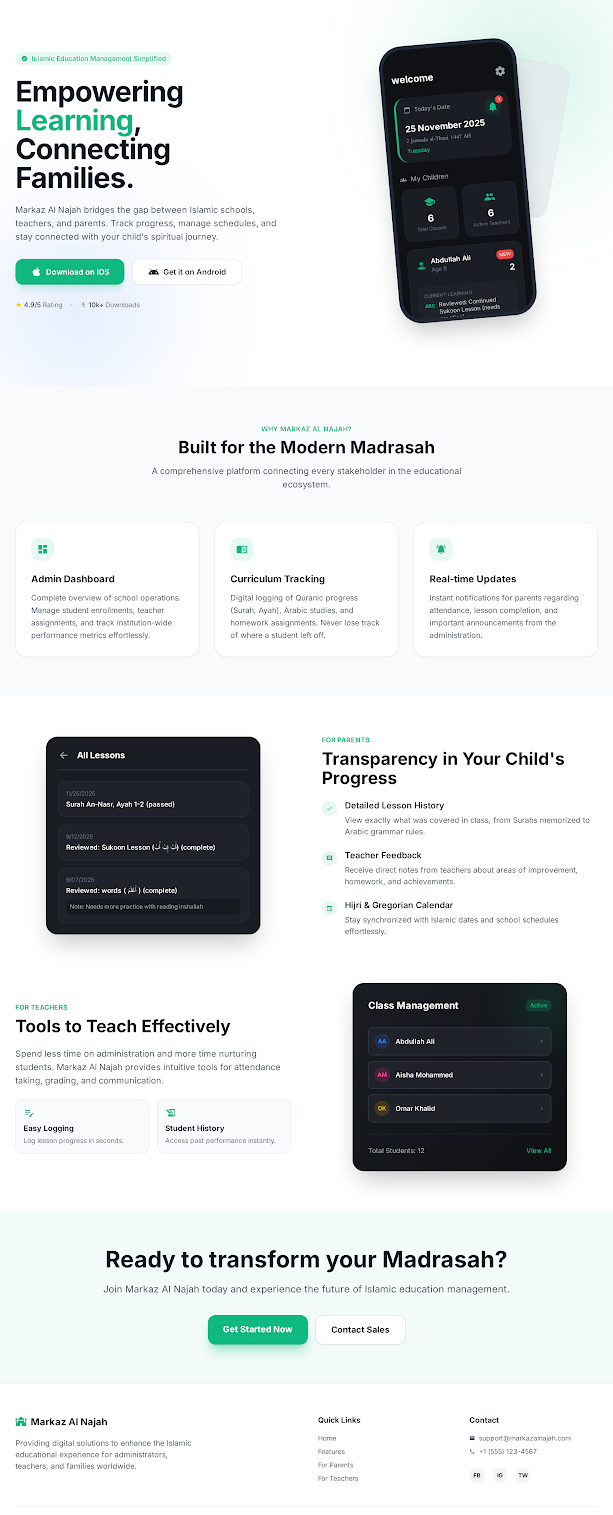 Islamic Education Management Simplified
Empowering
Learning,
Connecting
Families.
Markaz Al Najah bridges the gap between Islamic schools,
teachers, and parents. Track progress, manage schedules, and
stay connected with your child's spiritual journey.
Download on iOS
Get it on Android
4.9/5 Rating
10k+ Downloads
welcome
Today's Date
1
25 November 2025
2 Jumada al-Thani 1447 AH
Tuesday
My Children
6
Total Classes
6
Active Teachers
Abdullah Ali
Age 6
NEW
2
CURRENT LEARNING
ABC
Reviewed: Continued
Sukoon Lesson (needs
WHY MARKAZ AL NAJAH?
Built for the Modern Madrasah
A comprehensive platform connecting every stakeholder in the educational
ecosystem.
Admin Dashboard
Complete overview of school operations.
Manage student enrollments, teacher
assignments, and track institution-wide
performance metrics effortlessly.
Curriculum Tracking
Digital logging of Quranic progress
(Surah, Ayah), Arabic studies, and
homework assignments. Never lose track
of where a student left off.
Real-time Updates
Instant notifications for parents regarding
attendance, lesson completion, and
important announcements from the
administration.
All Lessons
11/25/2025
Surah An-Nasr, Ayah 1-2 (passed)
9/12/2025
Reviewed: Sukoon Lesson ( ) (complete)
9/07/2025
Reviewed: words ( ) (complete)
Note: Needs more practice with reading inshallah
FOR PARENTS
Transparency in Your Child's
Progress
Detailed Lesson History
View exactly what was covered in class, from Surahs memorized to
Arabic grammar rules.
Teacher Feedback
Receive direct notes from teachers about areas of improvement,
homework, and achievements.
Hijri & Gregorian Calendar
Stay synchronized with Islamic dates and school schedules
effortlessly.
FOR TEACHERS
Tools to Teach Effectively
Spend less time on administration and more time nurturing
students. Markaz Al Najah provides intuitive tools for attendance
taking, grading, and communication.
Easy Logging
Log lesson progress in seconds.
Student History
Access past performance instantly.
Class Management
Active
AA
Abdullah Ali
AM
Aisha Mohammed
OK
Omar Khalid
Total Students: 12
View All
Ready to transform your Madrasah?
Join Markaz Al Najah today and experience the future of Islamic education management.
Get Started Now
Contact Sales
Markaz Al Najah
Providing digital solutions to enhance the Islamic
educational experience for administrators,
teachers, and families worldwide.
Quick Links
Home
Features
For Parents
For Teachers
Contact
support@markazalnajah.com
+1 (555) 123-4567
FB
IG
TW